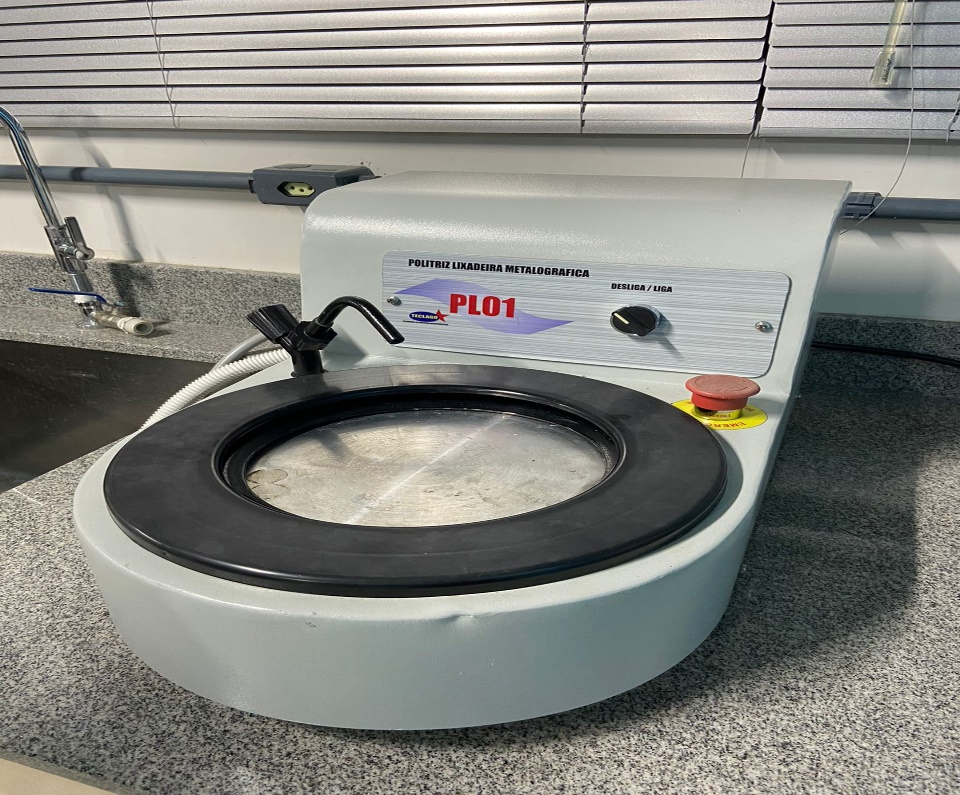 POLITRIZ LIXADEIRA METALOGRAFICA
DESLIGA / LIGA
PL01
TECLAGO